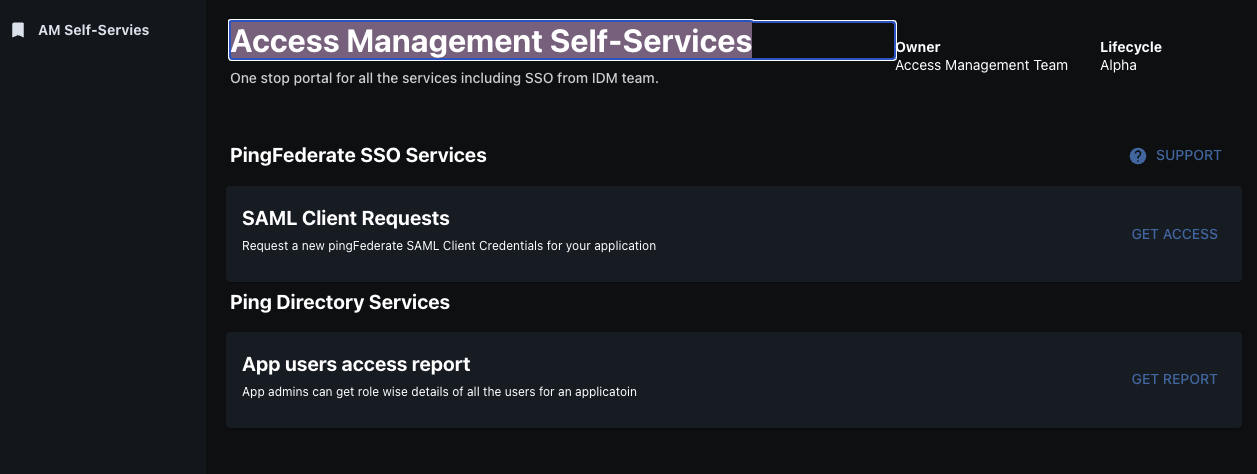 AM Self-Servies
Access Management Self-Services
One stop portal for all the services including SSO from IDM team.
Owner
Access Management Team
Lifecycle
Alpha
PingFederate SSO Services
SUPPORT
SAML Client Requests
Request a new pingFederate SAML Client Credentials for your application
GET ACCESS
Ping Directory Services
App users access report
App admins can get role wise details of all the users for an applicatoin
GET REPORT